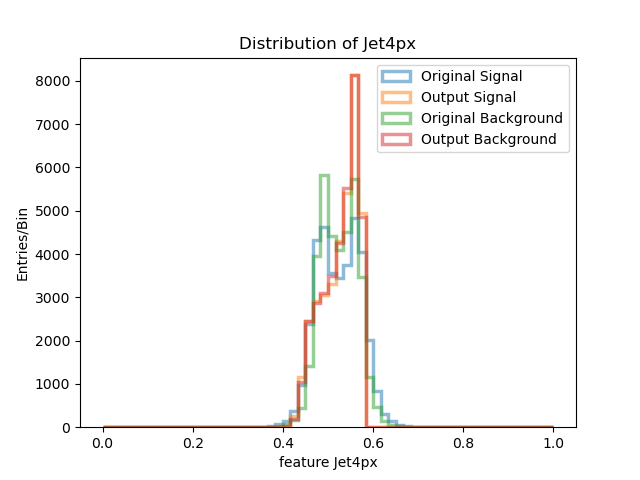 Distribution of Jet4px
Original Signal
Output Signal
Original Background
Output Background
Entries/Bin
8000
7000
6000
5000
4000
3000
2000
1000
0
0.0 0.2 0.4 0.6 0.8 1.0
feature Jet4px